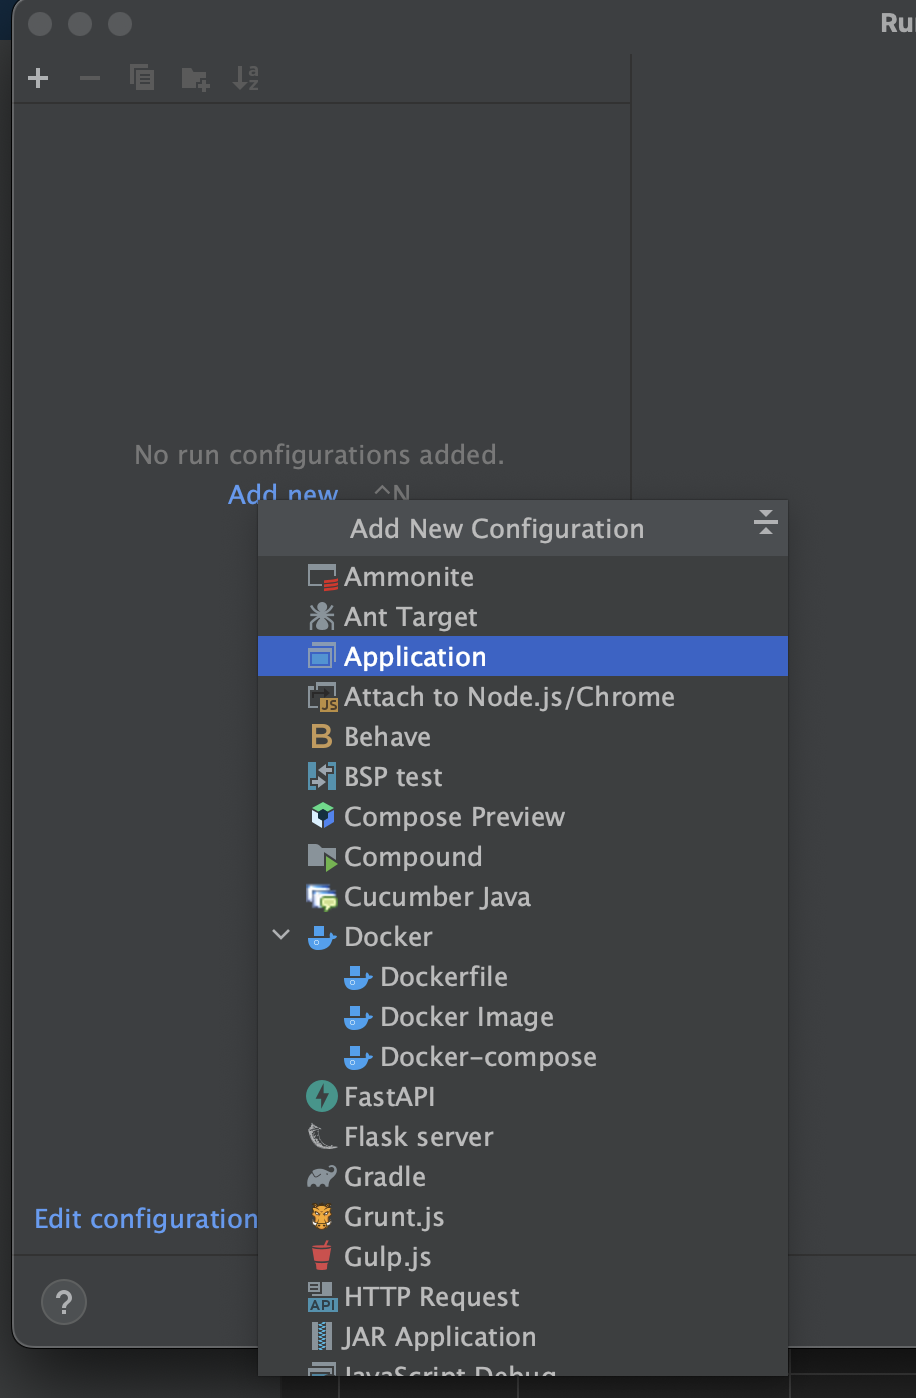 Ru
No run configurations added.
Add new ^N
Add New Configuration
Ammonite
Ant Target
Application
Attach to Node.js/Chrome
Behave
BSP test
Compose Preview
Compound
Cucumber Java
Docker
Dockerfile
Docker Image
Docker-compose
FastAPI
Flask server
Gradle
Edit configuration
Grunt.js
Gulp.js
HTTP Request
JAR Application
JavaScript Debug